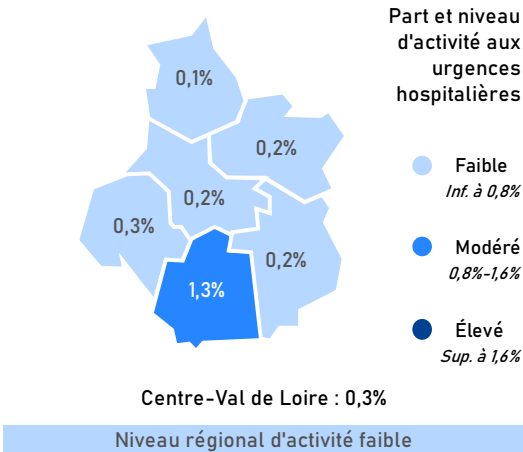 Part et niveau
d'activité aux
urgences
hospitalières
0,1%
0,2%
0,2%
0,3%
0,2%
1,3%
Faible
Inf. à 0,8%
Modéré
0,8%-1,6%
Élevé
Sup. à 1,6%
Centre-Val de Loire : 0,3%
Niveau régional d'activité faible